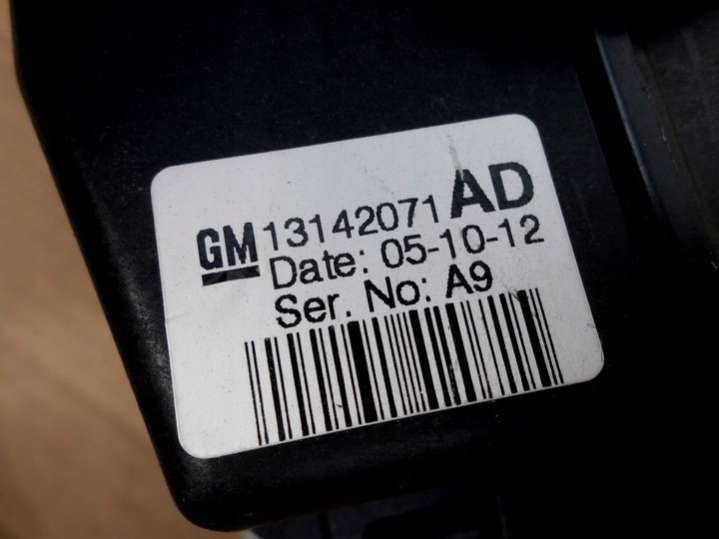 GM 13142071 AD
Date: 05-10-12
Ser. No: A9